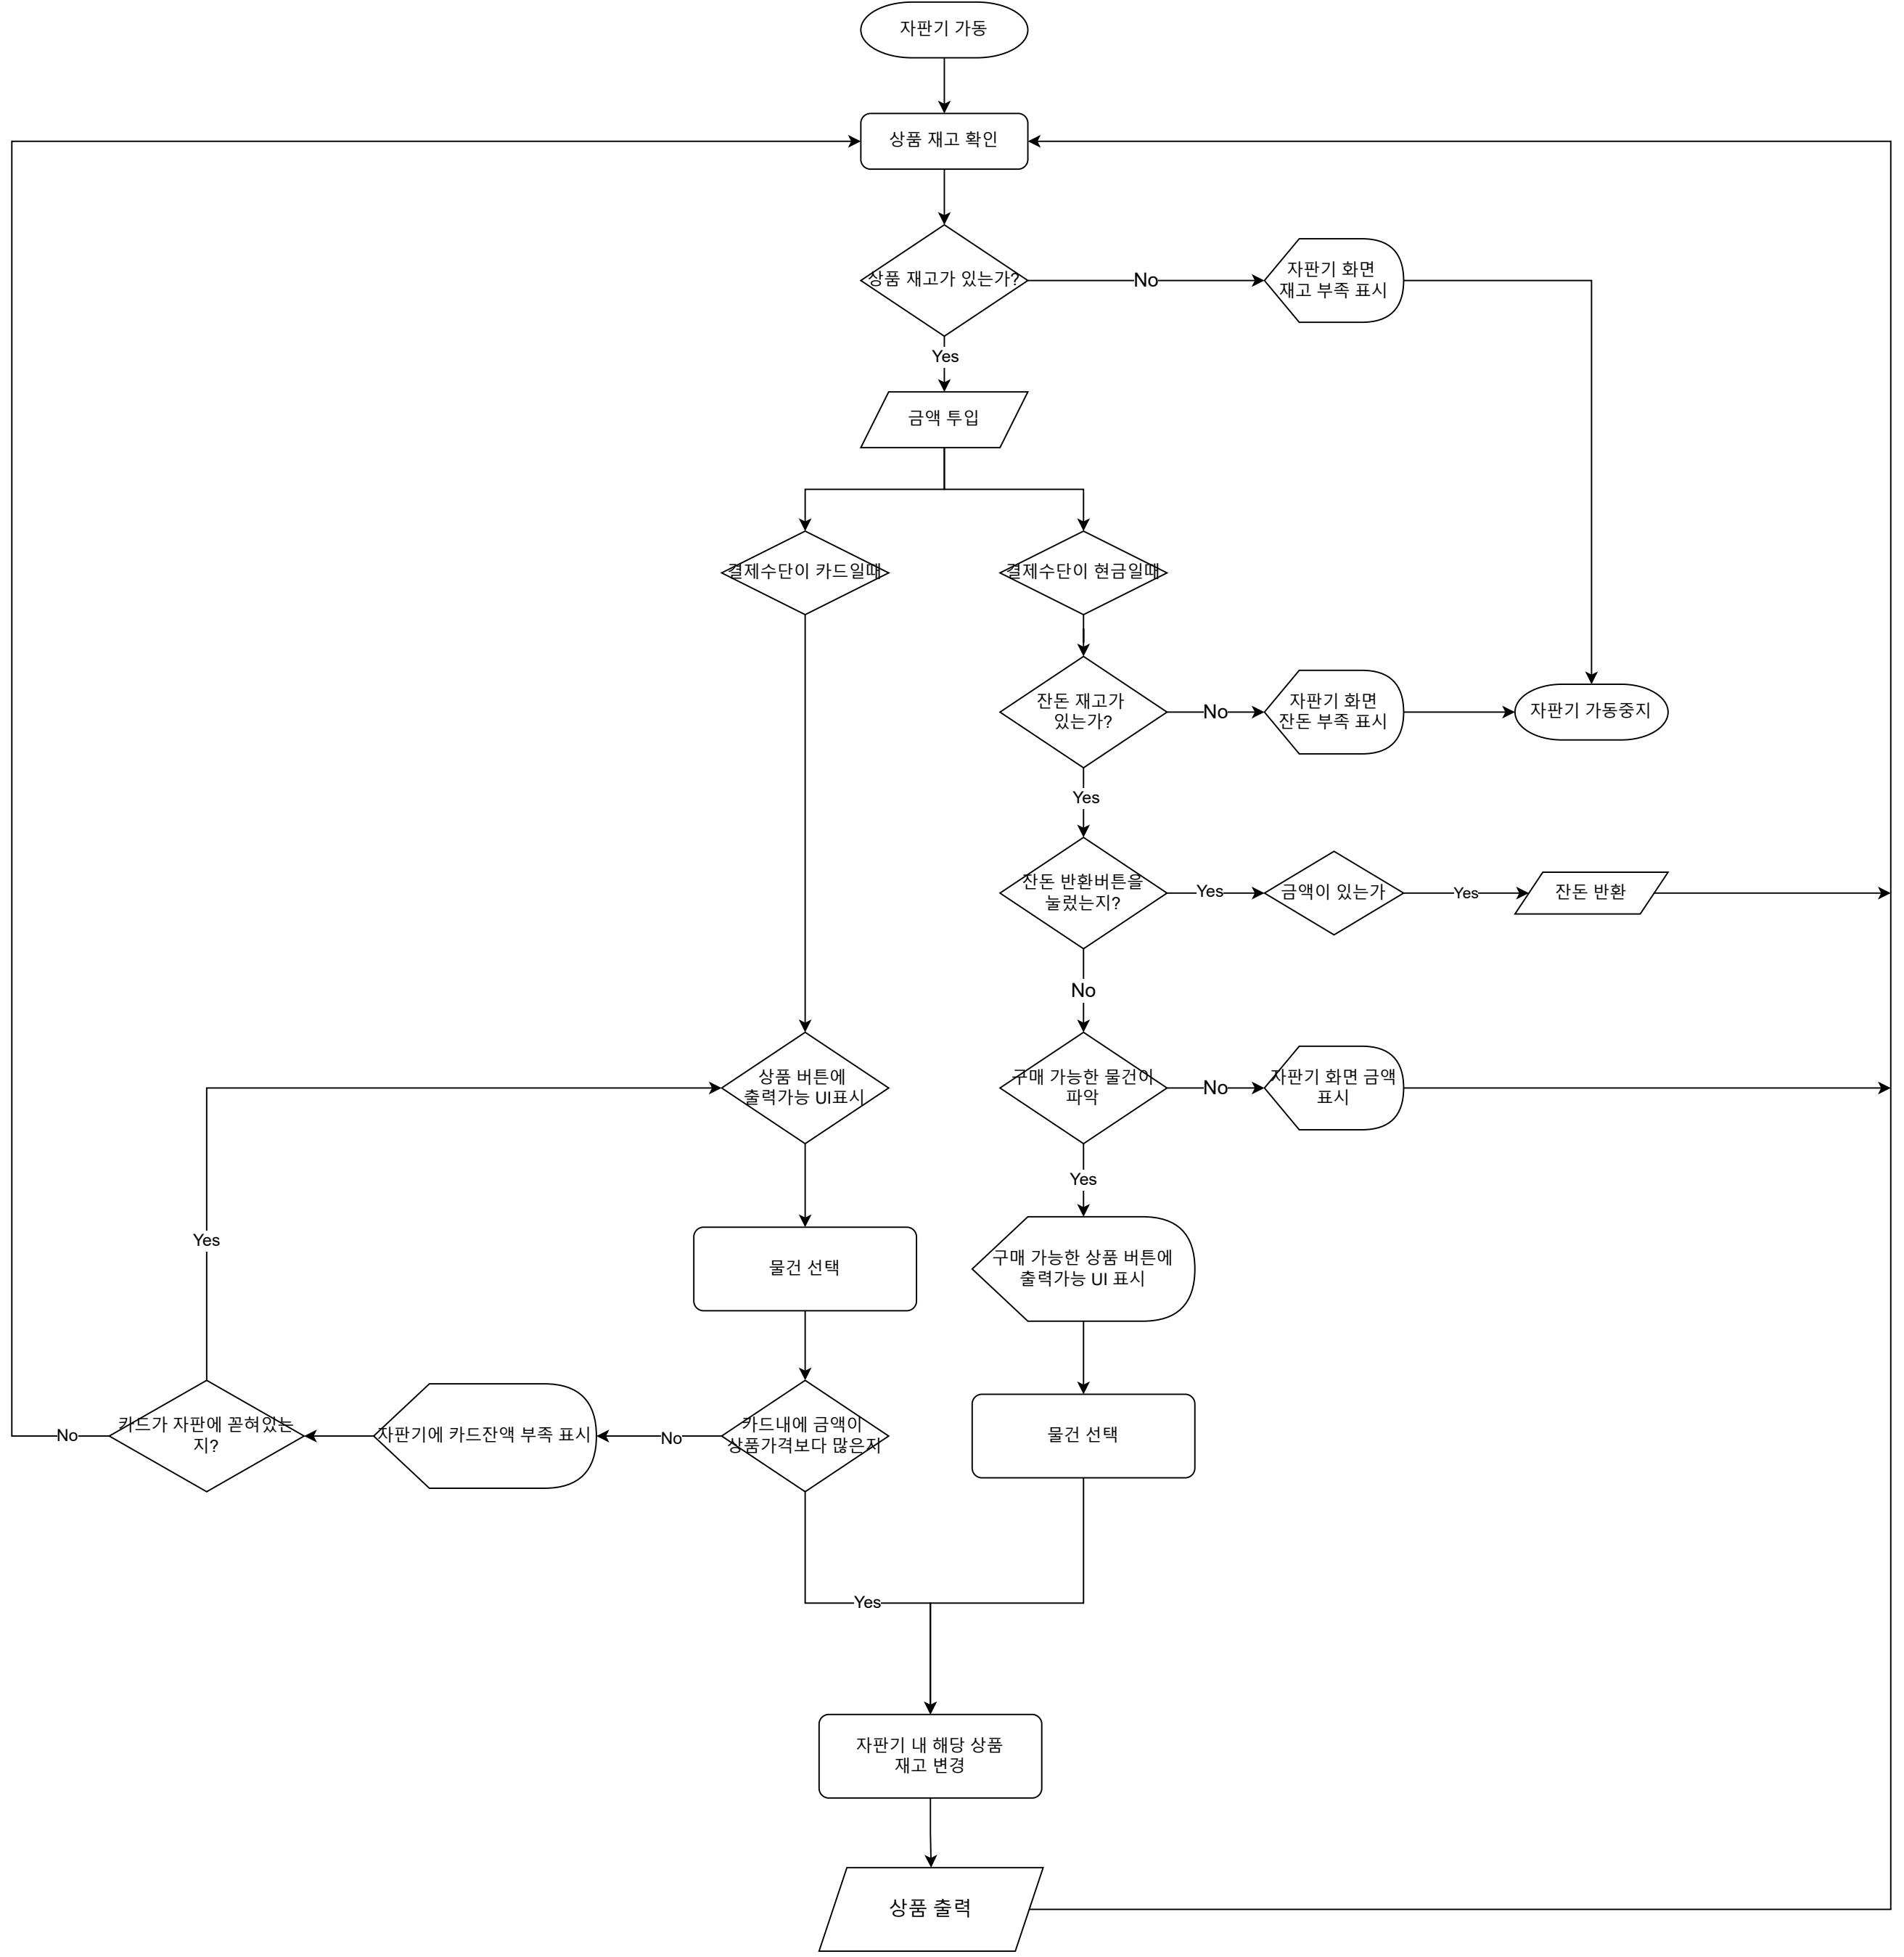 자판기 가동
상품 재고 확인
상품 재고가 있는가?
No
자판기 화면
재고 부족 표시
Yes
금액 투입
결제수단이 카드일때
결제수단이 현금일때
잔돈 재고가
있는가?
No
자판기 화면
잔돈 부족 표시
자판기 가동중지
Yes
잔돈 반환버튼을
눌렀는지?
Yes
금액이 있는가
Yes
잔돈 반환
No
상품 버튼에
출력가능 UI표시
구매 가능한 물건이
파악
No
자판기 화면 금액
표시
Yes
Yes
물건 선택
구매 가능한 상품 버튼에
출력가능 UI 표시
No
카드가 자판에 꼳혀있는
지?
자판기에 카드잔액 부족 표시
No
카드내에 금액이
상품가격보다 많은지
물건 선택
Yes
자판기 내 해당 상품
재고 변경
상품 출력